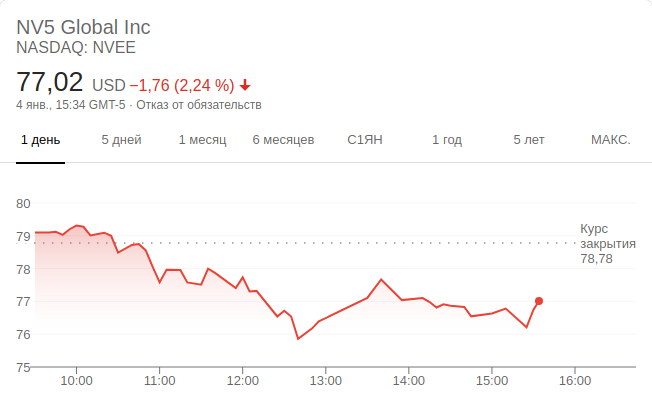 NV5 Global Inc
NASDAQ: NVEE
77,02 USD −1,76 (2,24 %)
4 янв., 15:34 GMT-5 · Отказ от обязательств
1 день 5 дней 1 месяц 6 месяцев С1ЯН 1 год 5 лет МАКС.
80
79
78
77
76
75
Курс
закрытия
78,78
10:00 11:00 12:00 13:00 14:00 15:00 16:00